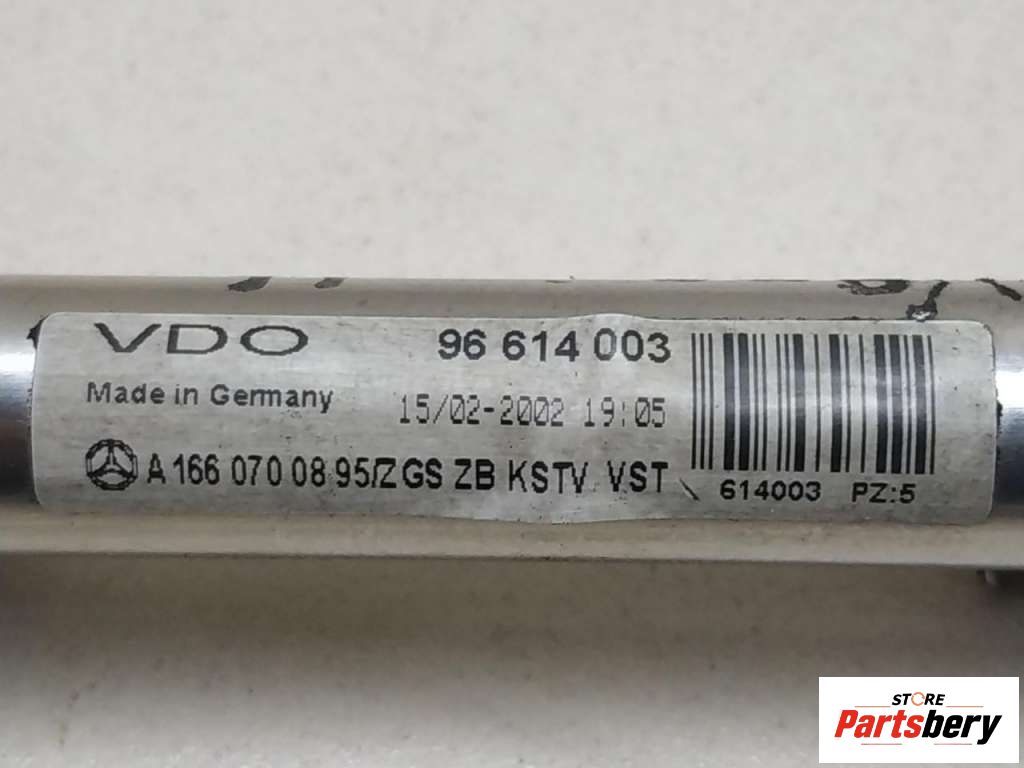 VDO 96 614 003
Made in Germany 15/02-2002 19:05
A 166 070 08 95/ZGS ZB KSTV VST
614003 PZ:5
STORE
Partsbery